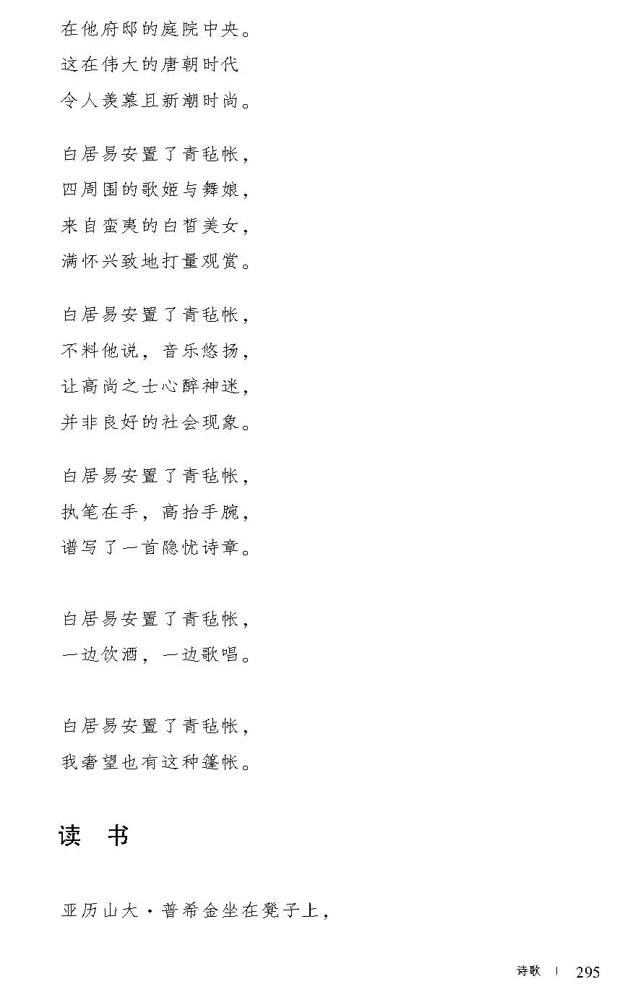 在他府邸的庭院中央。
这在伟大的唐朝时代
令人羡慕且新潮时尚。
白居易安置了青毡帐，
四周围的歌姬与舞娘，
来自蛮夷的白皙美女，
满怀兴致地打量观赏。
白居易安置了青毡帐，
不料他说，音乐悠扬，
让高尚之士心醉神迷，
并非良好的社会现象。
白居易安置了青毡帐，
执笔在手，高抬手腕，
谱写了一首隐忧诗章。
白居易安置了青毡帐，
一边饮酒，一边歌唱。
白居易安置了青毡帐，
我奢望也有这种篷帐。
读 书
亚历山大·普希金坐在凳子上，
诗歌 | 295